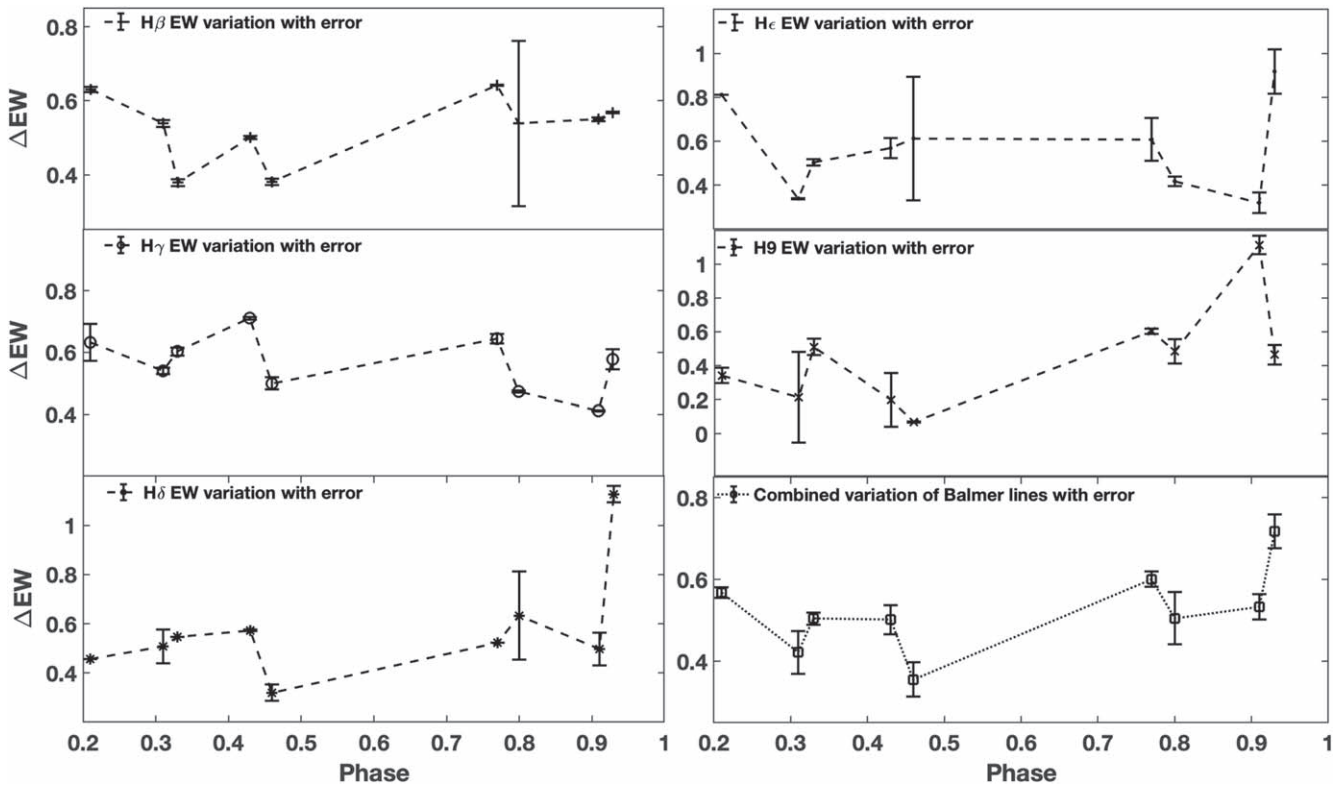 Hβ EW variation with error
0.8
0.6
0.4
ΔEW
Hγ EW variation with error
0.8
0.6
0.4
ΔEW
Hδ EW variation with error
1
0.8
0.6
0.4
ΔEW
0.2 0.3 0.4 0.5 0.6 0.7 0.8 0.9 1
Phase
Hϵ EW variation with error
1
0.8
0.6
0.4
H9 EW variation with error
1
0.8
0.6
0.4
0.2
0
Combined variation of Balmer lines with error
0.8
0.6
0.4
0.2 0.3 0.4 0.5 0.6 0.7 0.8 0.9 1
Phase